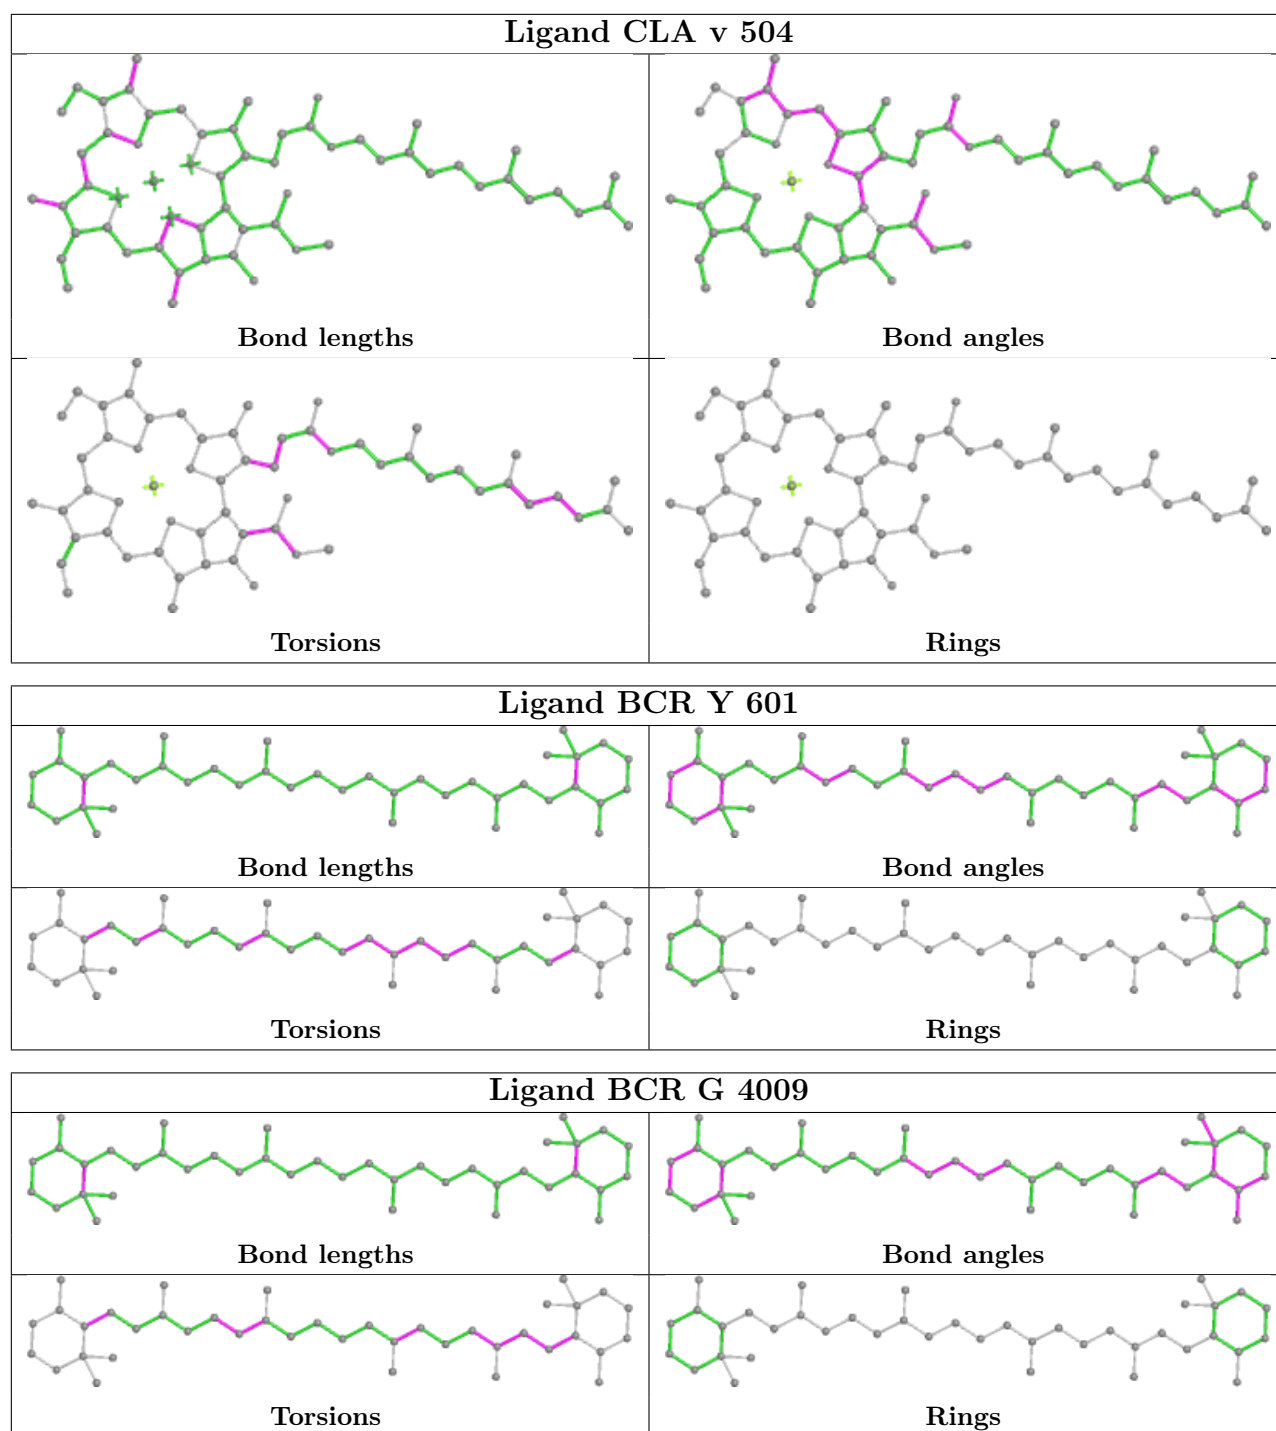 Ligand CLA v 504
Bond lengths
Bond angles
Torsions
Rings
Ligand BCR Y 601
Bond lengths
Bond angles
Torsions
Rings
Ligand BCR G 4009
Bond lengths
Bond angles
Torsions
Rings